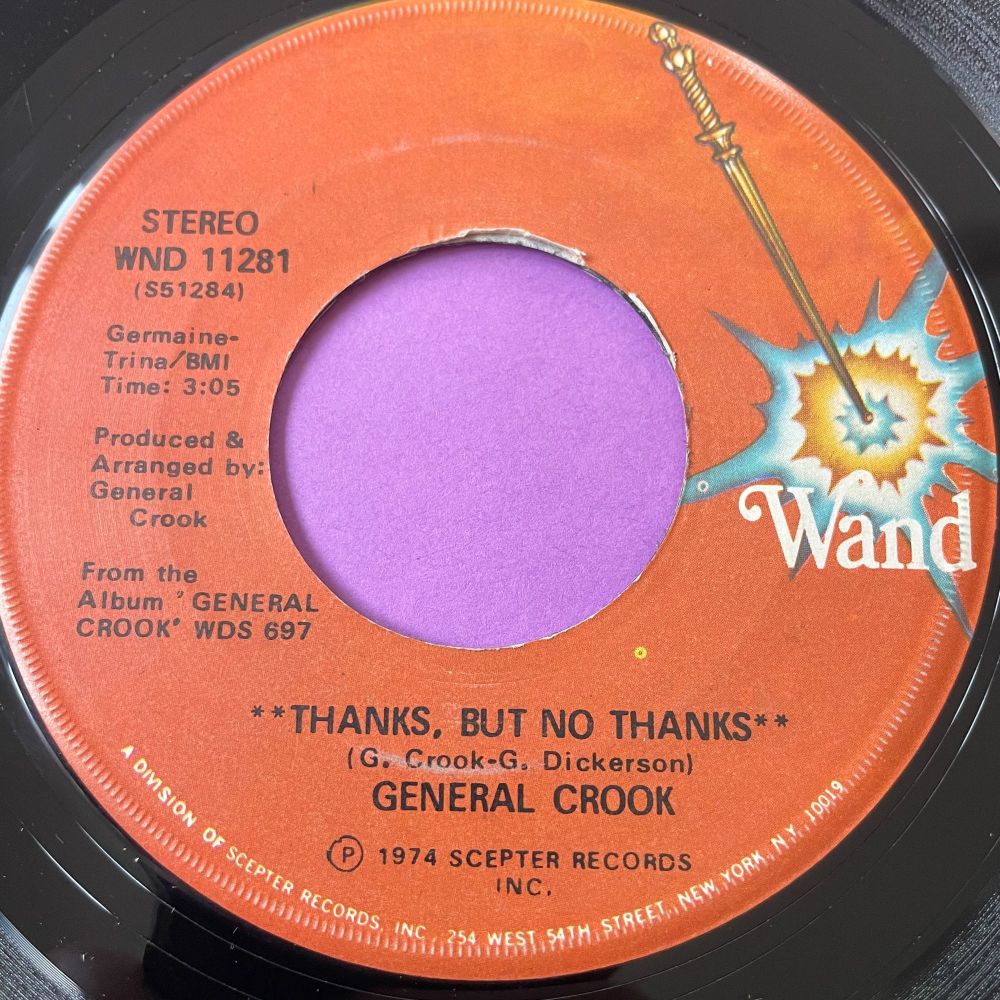 STEREO
WND 11281
(S51284)
Germaine-
Trina/BMI
Time: 3:05
Produced &
Arranged by:
General
Crook
From the
Album "GENERAL
CROOK" WDS 697
Wand
**THANKS, BUT NO THANKS**
(G. Crook-G. Dickerson)
GENERAL CROOK
Ⓟ 1974 SCEPTER RECORDS
INC.
A DIVISION OF SCEPTER RECORDS, INC. 254 WEST 54TH STREET, NEW YORK, N.Y. 10019